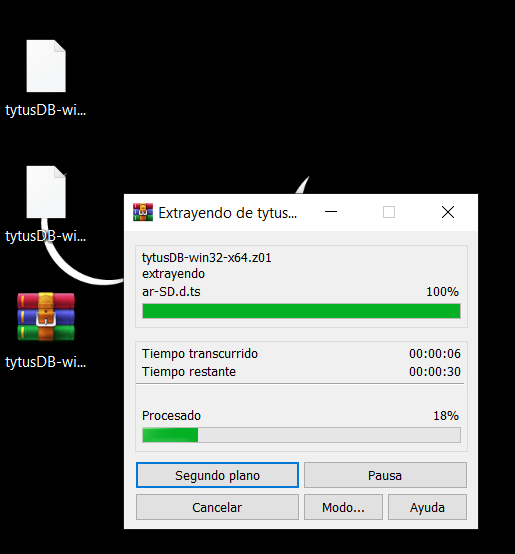 tytusDB-wi...
tytusDB-wi...
tytusDB-wi...
Extrayendo de tytus...
tytusDB-win32-x64.z01
extrayendo
ar-SD.d.ts 100%
Tiempo transcurrido 00:00:06
Tiempo restante 00:00:30
Procesado 18%
Segundo plano Pausa
Cancelar Modo... Ayuda